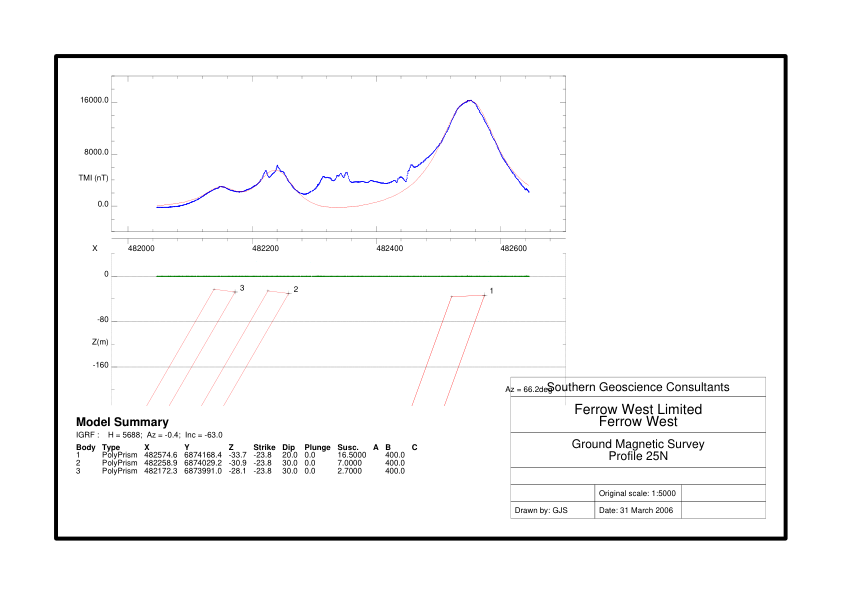 16000.0
8000.0
TMI (nT)
0.0
X 482000 482200 482400 482600
0
3 2 1
-80
Z(m)
-160
Az = 66.2deg
Southern Geoscience Consultants
Ferrow West Limited
Ferrow West
Ground Magnetic Survey
Profile 25N
Original scale: 1:5000
Drawn by: GJS Date: 31 March 2006
Model Summary
IGRF : H = 5688; Az = -0.4; Inc = -63.0
Body Type X Y Z Strike Dip Plunge Susc. A B C
1 PolyPrism 482574.6 6874168.4 -33.7 -23.8 20.0 0.0 16.5000 400.0
2 PolyPrism 482258.9 6874029.2 -30.9 -23.8 30.0 0.0 7.0000 400.0
3 PolyPrism 482172.3 6873991.0 -28.1 -23.8 30.0 0.0 2.7000 400.0